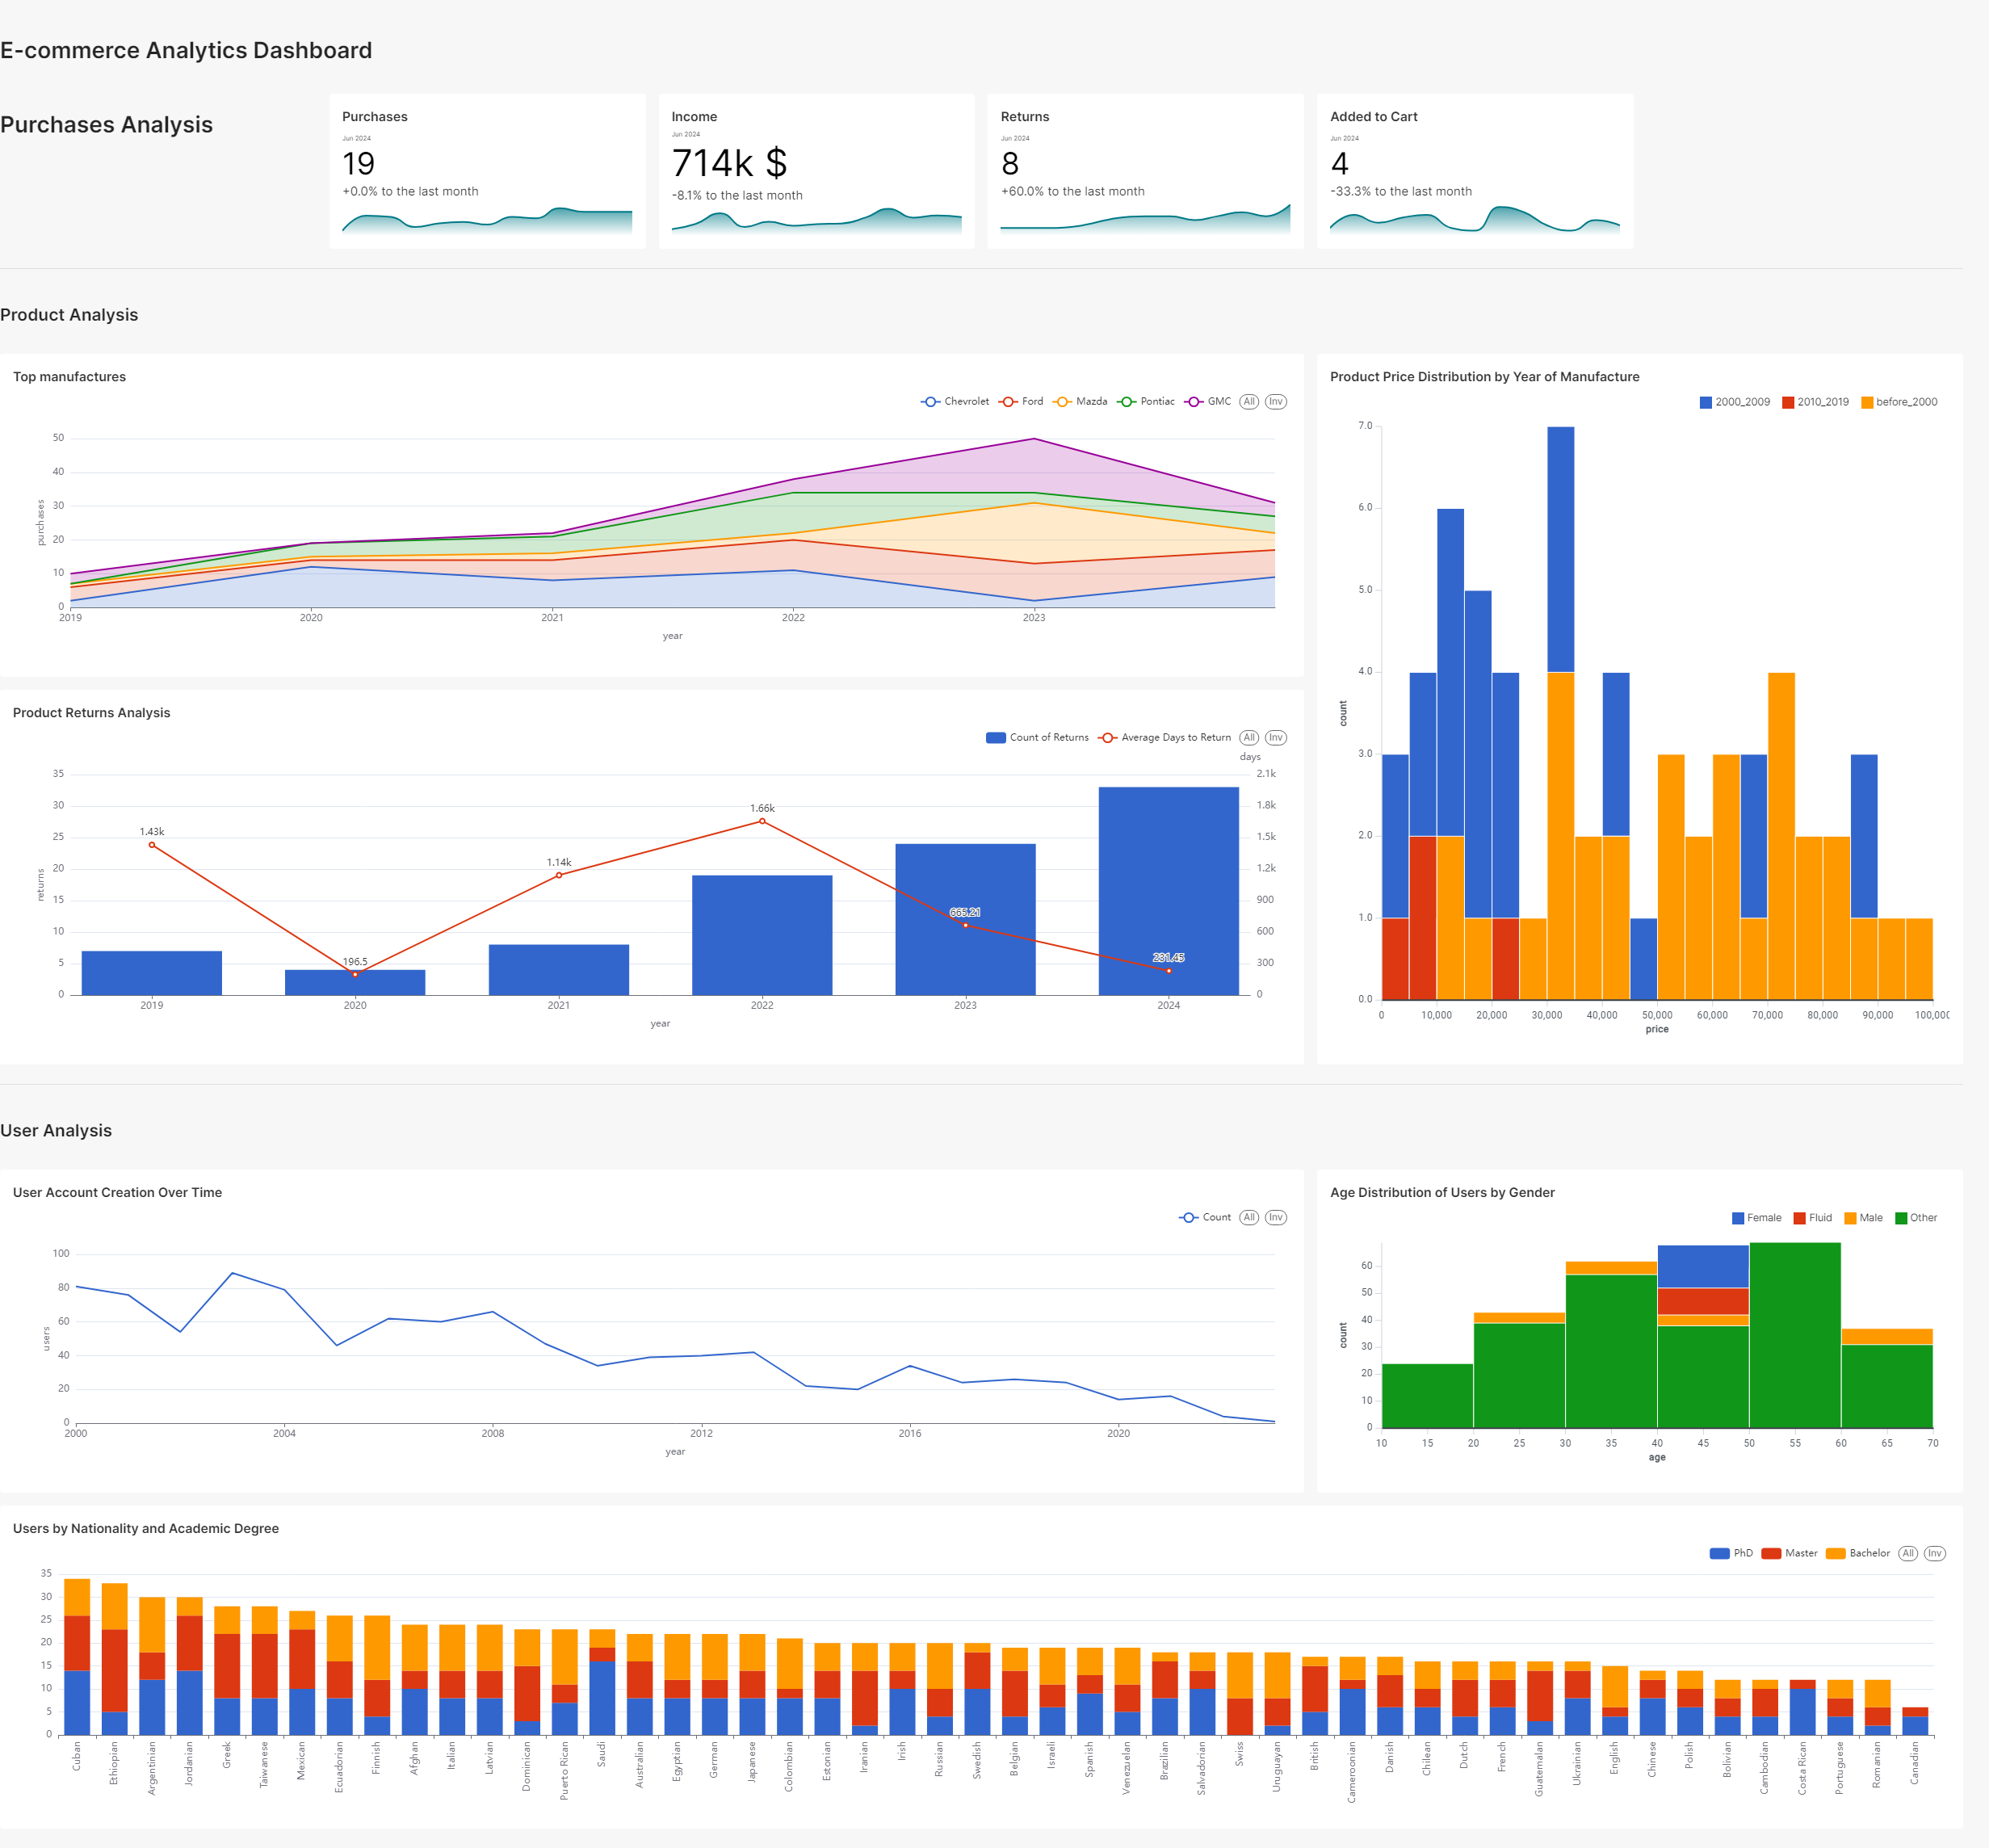 E-commerce Analytics Dashboard
Purchases Analysis
Purchases
Jun 2024
19
+0.0% to the last month
Income
Jun 2024
714k $
-8.1% to the last month
Returns
Jun 2024
8
+60.0% to the last month
Added to Cart
Jun 2024
4
-33.3% to the last month
Product Analysis
Top manufactures
Chevrolet Ford Mazda Pontiac GMC All Inv
50
40
30
20
10
0
purchases
2019 2020 2021 2022 2023
year
Product Price Distribution by Year of Manufacture
2000_2009 2010_2019 before_2000
7.0
6.0
5.0
4.0
3.0
2.0
1.0
0.0
count
0 10,000 20,000 30,000 40,000 50,000 60,000 70,000 80,000 90,000 100,000
price
Product Returns Analysis
Count of Returns Average Days to Return All Inv
days
35
30
25
20
15
10
5
0
returns
2.1k
1.8k
1.5k
1.2k
900
600
300
0
1.43k
196.5
1.14k
1.66k
665.21
231.45
2019 2020 2021 2022 2023 2024
year
User Analysis
User Account Creation Over Time
Count All Inv
100
80
60
40
20
0
users
2000 2004 2008 2012 2016 2020
year
Age Distribution of Users by Gender
Female Fluid Male Other
60
50
40
30
20
10
0
count
10 15 20 25 30 35 40 45 50 55 60 65 70
age
Users by Nationality and Academic Degree
PhD Master Bachelor All Inv
35
30
25
20
15
10
5
0
Cuban
Ethiopian
Argentinian
Jordanian
Greek
Taiwanese
Mexican
Ecuadorian
Finnish
Afghan
Italian
Latvian
Dominican
Puerto Rican
Saudi
Australian
Egyptian
German
Japanese
Colombian
Estonian
Iranian
Irish
Russian
Swedish
Belgian
Israeli
Spanish
Venezuelan
Brazilian
Salvadorian
Swiss
Uruguayan
British
Cameroonian
Danish
Chilean
Dutch
French
Guatemalan
Ukrainian
English
Chinese
Polish
Bolivian
Cambodian
Costa Rican
Portuguese
Romanian
Canadian